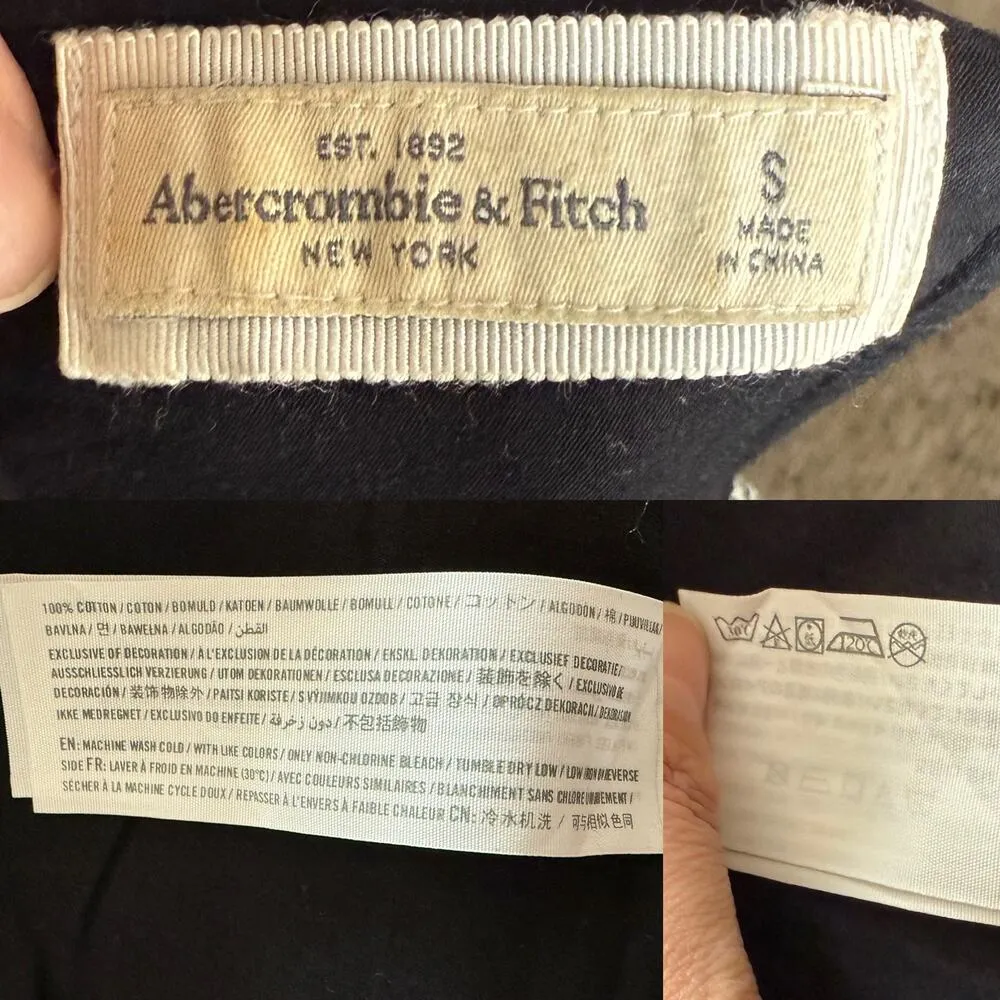 EST. 1892
Abercrombie & Fitch
NEW YORK
S
MADE
IN CHINA
100% COTTON / COTON / BOMULD / KATOEN / BAUMWOLLE / BOMULL / COTONE / コットン / ALGODÓN / 棉 / PUUVILLAA/
BAVLNA / 면 / BAWEŁNA / ALGODÃO / القطن
EXCLUSIVE OF DECORATION / À L'EXCLUSION DE LA DÉCORATION / EKSKL. DEKORATION / EXCLUSIEF DECORATIE/
AUSSCHLIESSLICH VERZIERUNG / UTOM DEKORATIONEN / ESCLUSA DECORAZIONE / 装飾を除く / EXCLUSIVO DE
DECORACIÓN / 装饰物除外 / PAITSI KORISTE / S VÝJIMKOU OZDOB / 고급 장식 / OPRÓCZ DEKORACJI/ DEKORASJON
IKKE MEDREGNET / EXCLUSIVO DO ENFEITE / دون زخرفة / 不包括飾物
EN: MACHINE WASH COLD / WITH LIKE COLORS / ONLY NON-CHLORINE BLEACH / TUMBLE DRY LOW / LOW IRON ON REVERSE
SIDE FR: LAVER À FROID EN MACHINE (30°C) / AVEC COULEURS SIMILAIRES / BLANCHIMENT SANS CHLORE UNIQUEMENT /
SÉCHER À LA MACHINE CYCLE DOUX / REPASSER À L'ENVERS À FAIBLE CHALEUR CN: 冷水机洗 / 可与相似色同
低 120C